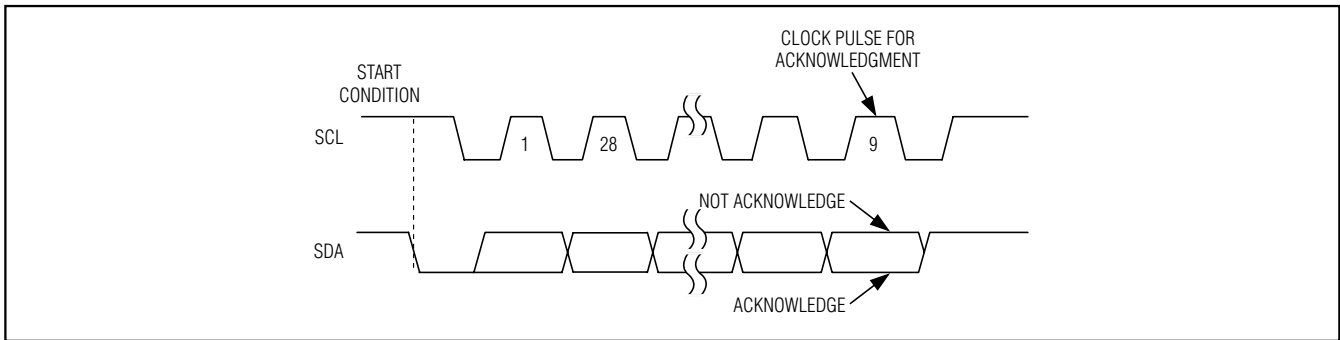 CLOCK PULSE FOR
ACKNOWLEDGMENT
START
CONDITION
SCL
1
28
9
NOT ACKNOWLEDGE
SDA
ACKNOWLEDGE